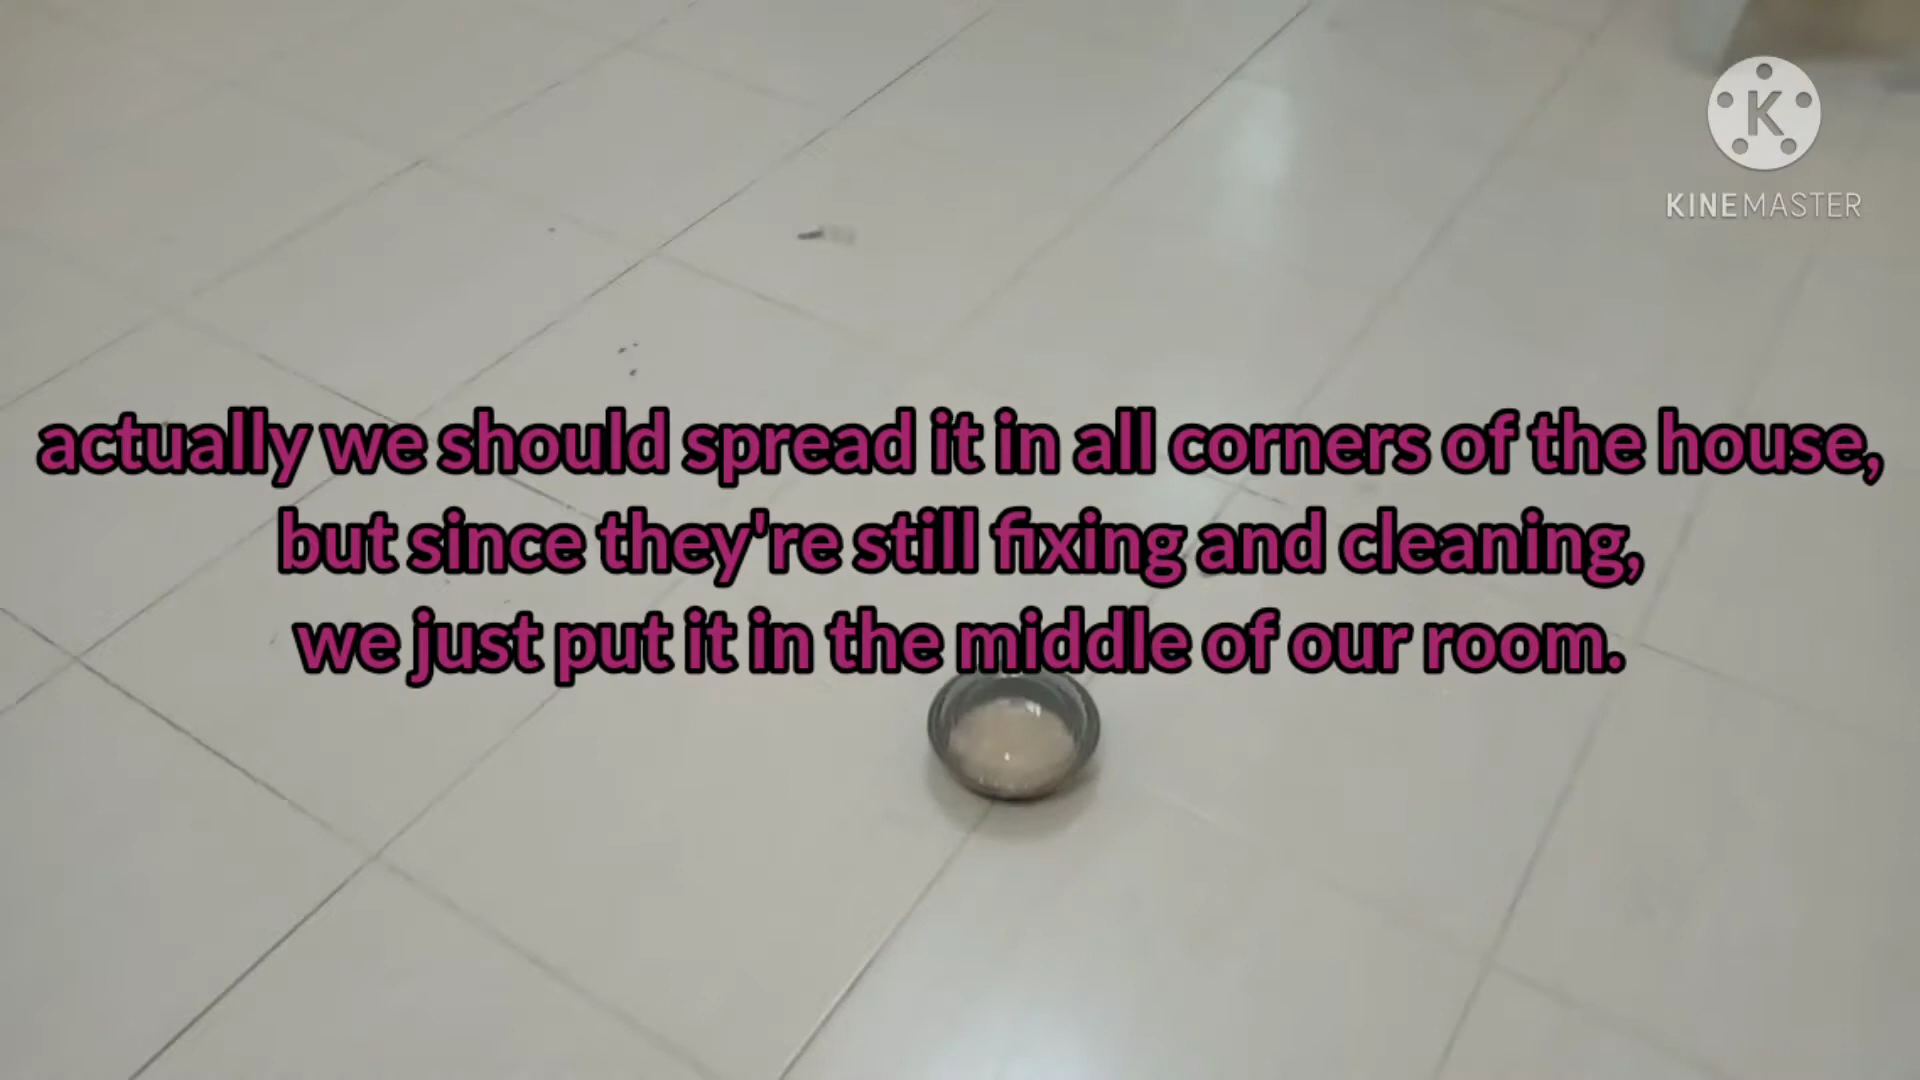 K
KINEMASTER
actually we should spread it in all corners of the house,
but since they're still fixing and cleaning,
we just put it in the middle of our room.